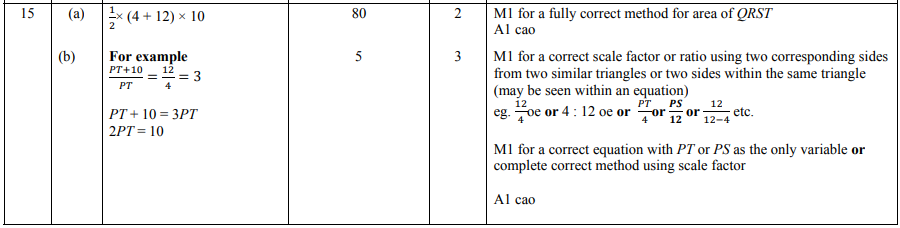 15 (a) 1/2 × (4 + 12) × 10 80 2 M1 for a fully correct method for area of QRST
A1 cao
(b) For example 5 3 M1 for a correct scale factor or ratio using two corresponding sides
PT+10/PT = 12/4 = 3 from two similar triangles or two sides within the same triangle
(may be seen within an equation)
PT + 10 = 3PT eg. 12/4 oe or 4 : 12 oe or PT/4 or PS/12 or 12/12−4 etc.
2PT = 10
M1 for a correct equation with PT or PS as the only variable or
complete correct method using scale factor
A1 cao